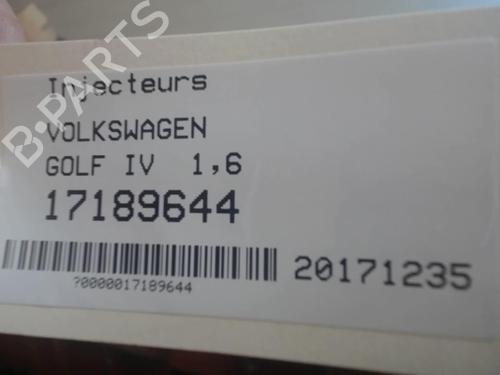 B-PARTS
Injecteurs
VOLKSWAGEN
GOLF IV 1,6
17189644
20171235
?0000017189644